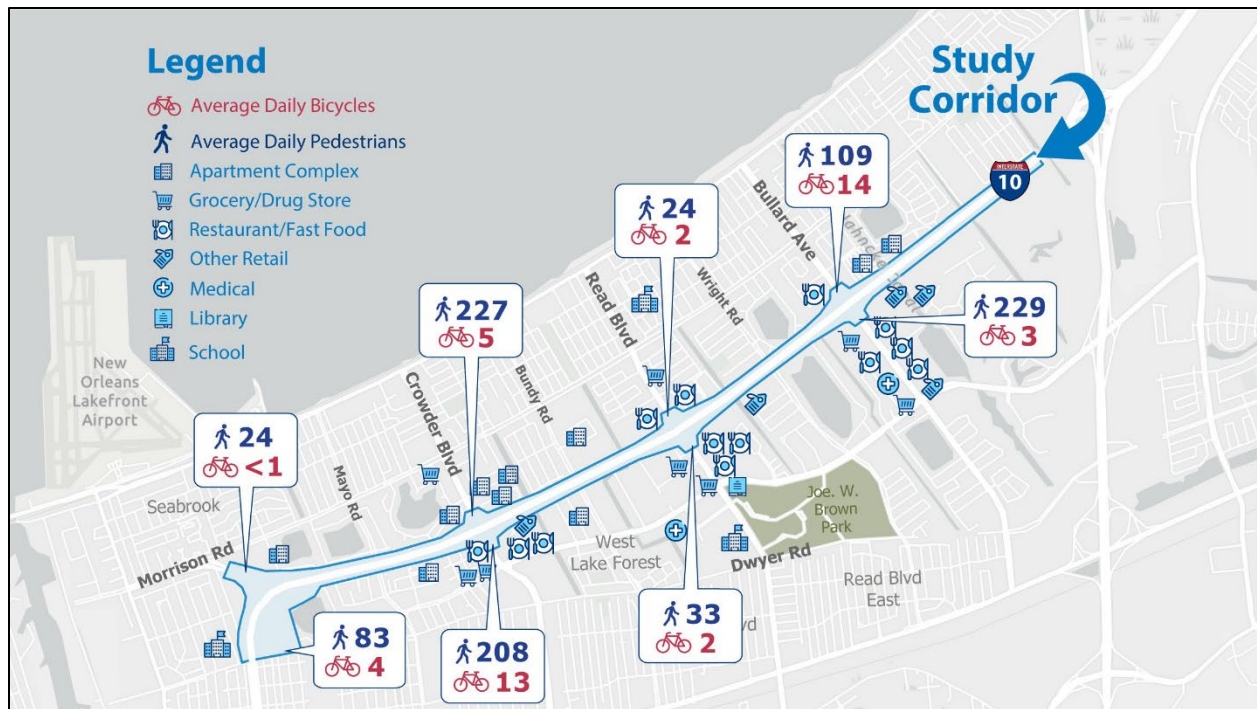 Legend
Average Daily Bicycles
Average Daily Pedestrians
Apartment Complex
Grocery/Drug Store
Restaurant/Fast Food
Other Retail
Medical
Library
School
Study
Corridor
INTERSTATE
10
109
14
24
2
227
5
229
3
24
<1
83
4
208
13
33
2
Bullard Ave
Wright Rd
Read Blvd
Bundy Rd
Crowder Blvd
Mayo Rd
Morrison Rd
Seabrook
New
Orleans
Lakefront
Airport
West
Lake Forest
Joe. W.
Brown
Park
Dwyer Rd
Read Blvd
East